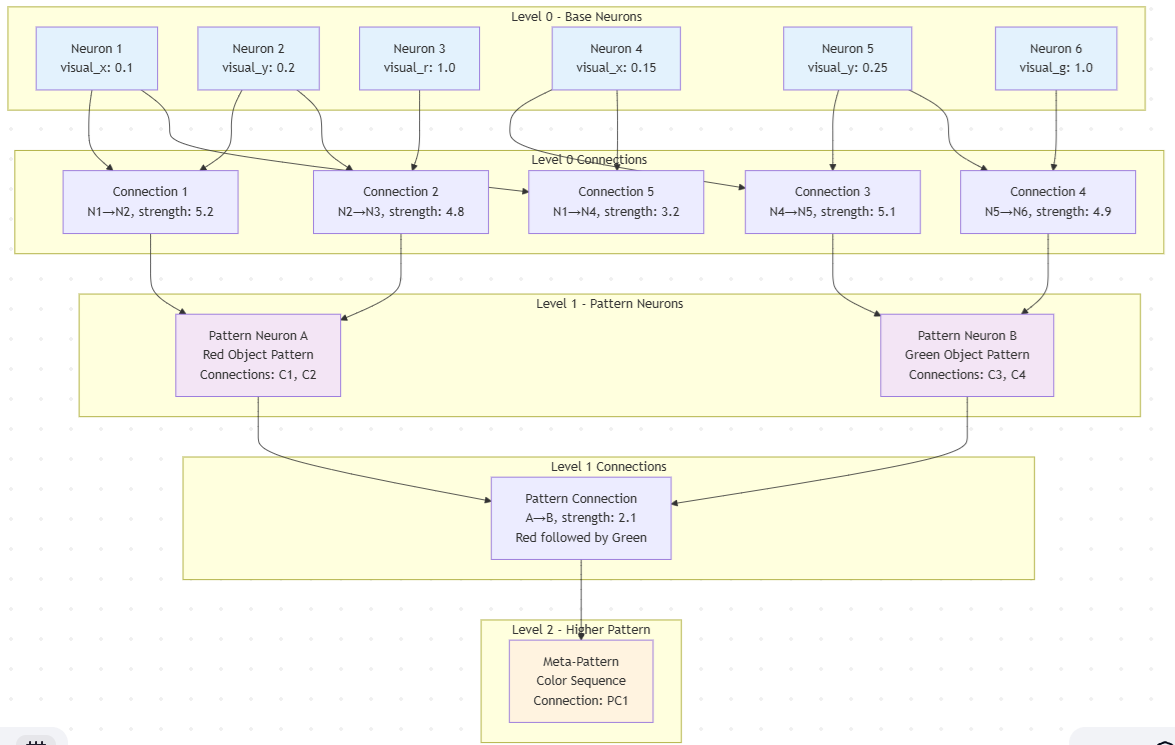 Level 0 - Base Neurons
Neuron 1
visual_x: 0.1
Neuron 2
visual_y: 0.2
Neuron 3
visual_r: 1.0
Neuron 4
visual_x: 0.15
Neuron 5
visual_y: 0.25
Neuron 6
visual_g: 1.0
Level 0 Connections
Connection 1
N1→N2, strength: 5.2
Connection 2
N2→N3, strength: 4.8
Connection 5
N1→N4, strength: 3.2
Connection 3
N4→N5, strength: 5.1
Connection 4
N5→N6, strength: 4.9
Level 1 - Pattern Neurons
Pattern Neuron A
Red Object Pattern
Connections: C1, C2
Pattern Neuron B
Green Object Pattern
Connections: C3, C4
Level 1 Connections
Pattern Connection
A→B, strength: 2.1
Red followed by Green
Level 2 - Higher Pattern
Meta-Pattern
Color Sequence
Connection: PC1